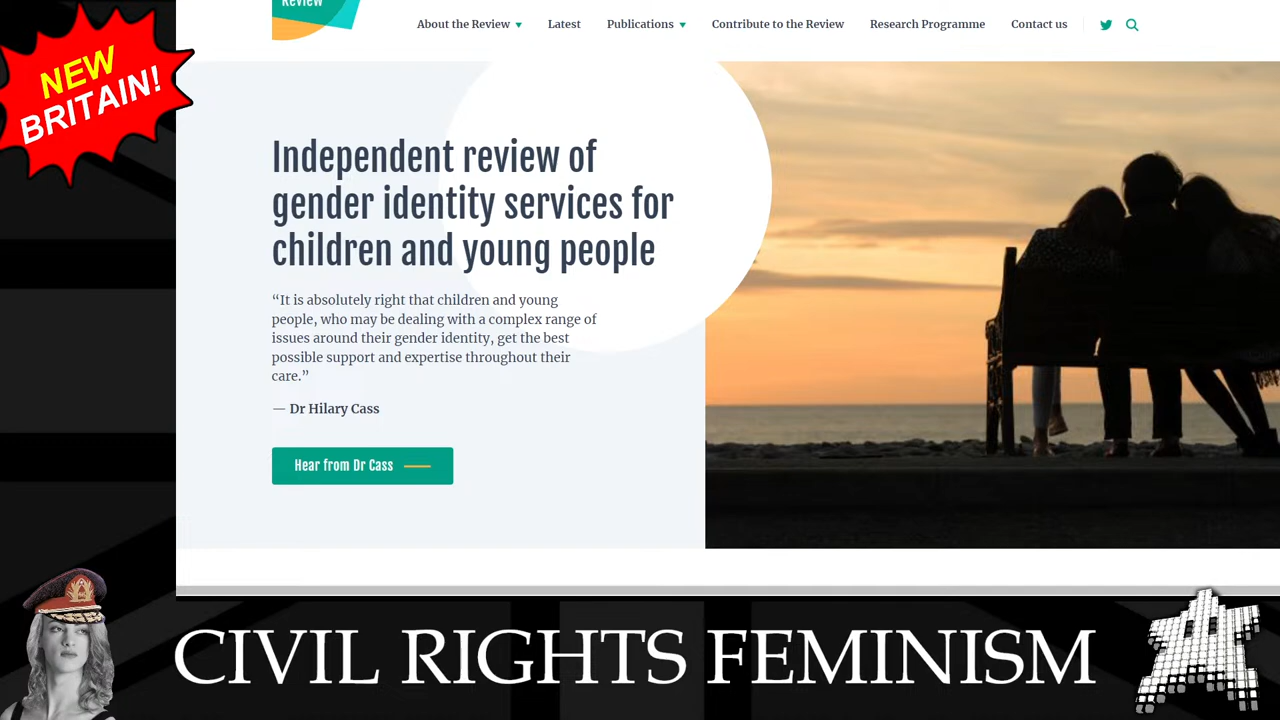 Review
About the Review
Latest
Publications
Contribute to the Review
Research Programme
Contact us
NEW
BRITAIN!
Independent review of
gender identity services for
children and young people
“It is absolutely right that children and young
people, who may be dealing with a complex range of
issues around their gender identity, get the best
possible support and expertise throughout their
care.”
— Dr Hilary Cass
Hear from Dr Cass
CIVIL RIGHTS FEMINISM